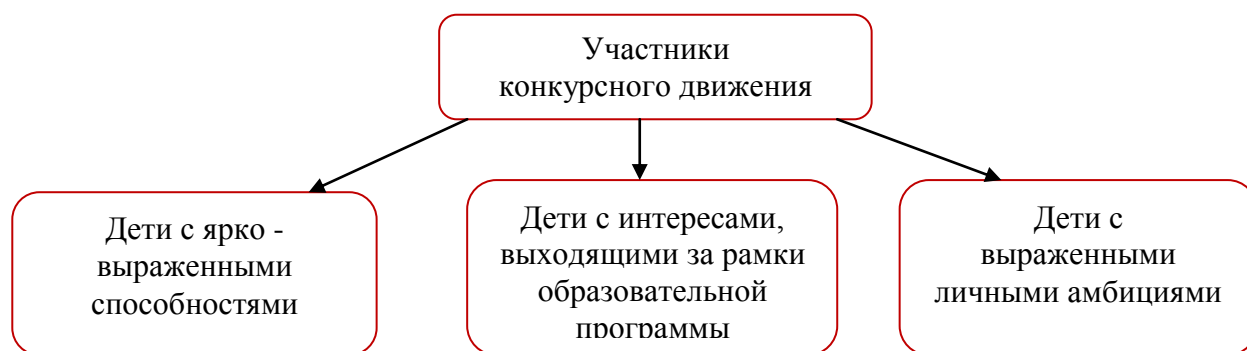 Участники
конкурсного движения
Дети с ярко -
выраженными
способностями
Дети с интересами,
выходящими за рамки
образовательной
программы
Дети с
выраженными
личными амбициями